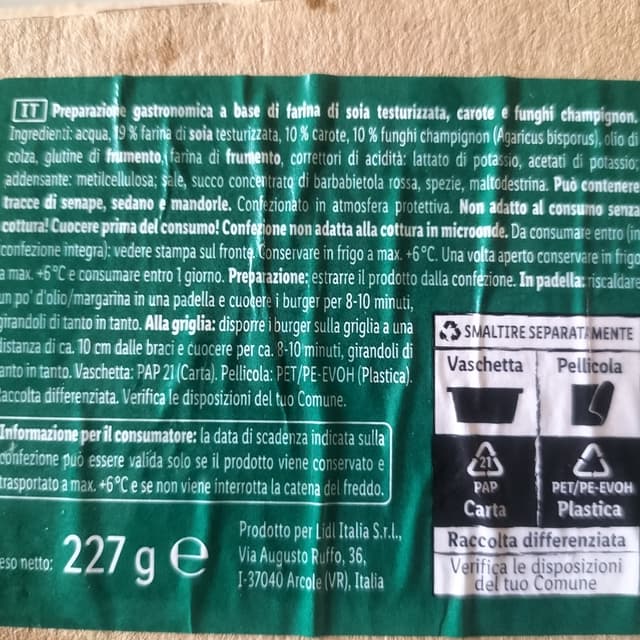 IT Preparazione gastronomica a base di farina di soia testurizzata, carote e funghi champignon.
Ingredienti: acqua, 19 % farina di soia testurizzata, 10 % carote, 10 % funghi champignon (Agaricus bisporus), olio di
colza, glutine di frumento, farina di frumento, correttori di acidità: lattato di potassio, acetati di potassio
addensante: metilcellulosa; sale, succo concentrato di barbabietola rossa, spezie, maltodestrina. Può contenere
tracce di senape, sedano e mandorle. Confezionato in atmosfera protettiva. Non adatto al consumo senza
cottura! Cuocere prima del consumo! Confezione non adatta alla cottura in microonde. Da consumare entro (in
confezione integra): vedere stampa sul fronte. Conservare in frigo a max. +6°C. Una volta aperto conservare in frigo
a max. +6°C e consumare entro 1 giorno. Preparazione: estrarre il prodotto dalla confezione. In padella: riscaldare
un po' d'olio/margarina in una padella e cuocere i burger per 8-10 minuti,
girandoli di tanto in tanto. Alla griglia: disporre i burger sulla griglia a una
distanza di ca. 10 cm dalle braci e cuocere per ca. 8-10 minuti, girandoli di
tanto in tanto. Vaschetta: PAP 21 (Carta). Pellicola: PET/PE-EVOH (Plastica).
Raccolta differenziata. Verifica le disposizioni del tuo Comune.
Informazione per il consumatore: la data di scadenza indicata sulla
confezione può essere valida solo se il prodotto viene conservato e
trasportato a max. +6°C e se non viene interrotta la catena del freddo.
peso netto: 227 g e
Prodotto per Lidl Italia S.r.l.,
Via Augusto Ruffo, 36,
I-37040 Arcole (VR), Italia
SMALTIRE SEPARATAMENTE
Vaschetta Pellicola
21
PAP PET/PE-EVOH
Carta Plastica
Raccolta differenziata
Verifica le disposizioni
del tuo Comune